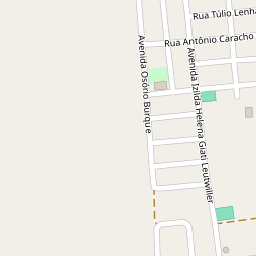 Rua Túlio Lenha
Rua Antônio Caracho
Avenida Osório Burque
Avenida Izilda Helena Giati Leutwiller